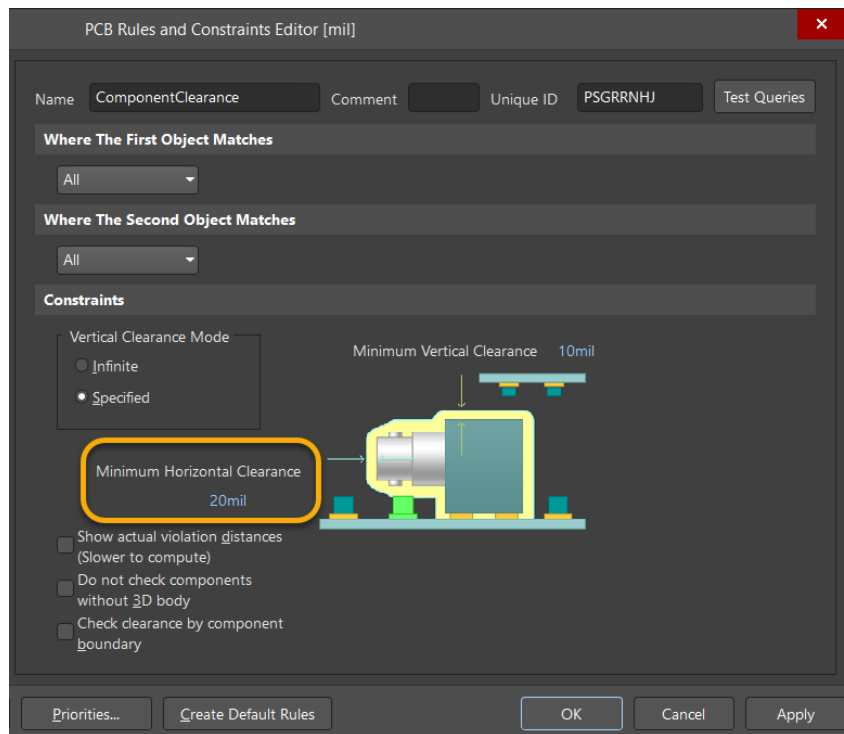 PCB Rules and Constraints Editor [mil]
Name ComponentClearance Comment Unique ID PSGRRNHJ Test Queries
Where The First Object Matches
All
Where The Second Object Matches
All
Constraints
Vertical Clearance Mode
Infinite
Specified
Minimum Vertical Clearance 10mil
Minimum Horizontal Clearance
20mil
Show actual violation distances
(Slower to compute)
Do not check components
without 3D body
Check clearance by component
boundary
Priorities... Create Default Rules OK Cancel Apply